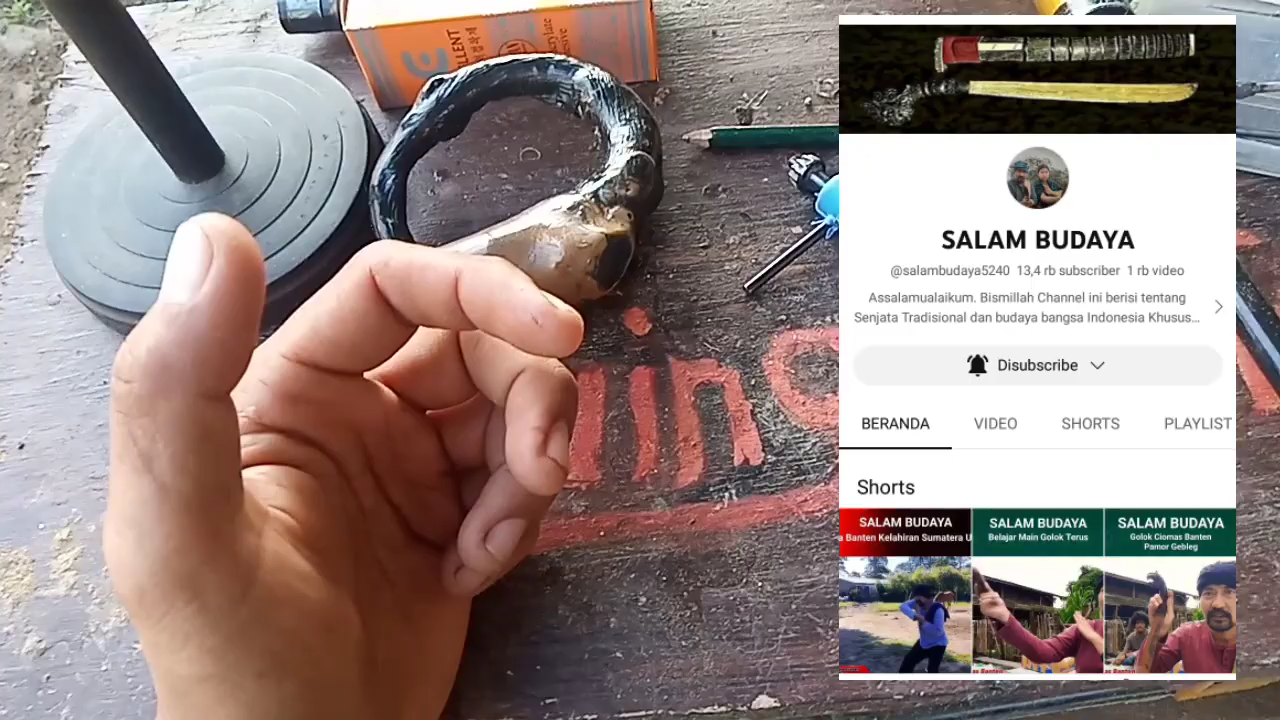 LLENT
SALAM BUDAYA
@salambudaya5240 13,4 rb subscriber 1 rb video
Assalamualaikum. Bismillah Channel ini berisi tentang
Senjata Tradisional dan budaya bangsa Indonesia Khusus...
Disubscribe
BERANDA VIDEO SHORTS PLAYLIST
Shorts
SALAM BUDAYA
a Banten Kelahiran Sumatera U
SALAM BUDAYA
Belajar Main Golok Terus
SALAM BUDAYA
Golok Ciomas Banten
Pamor Gebleg